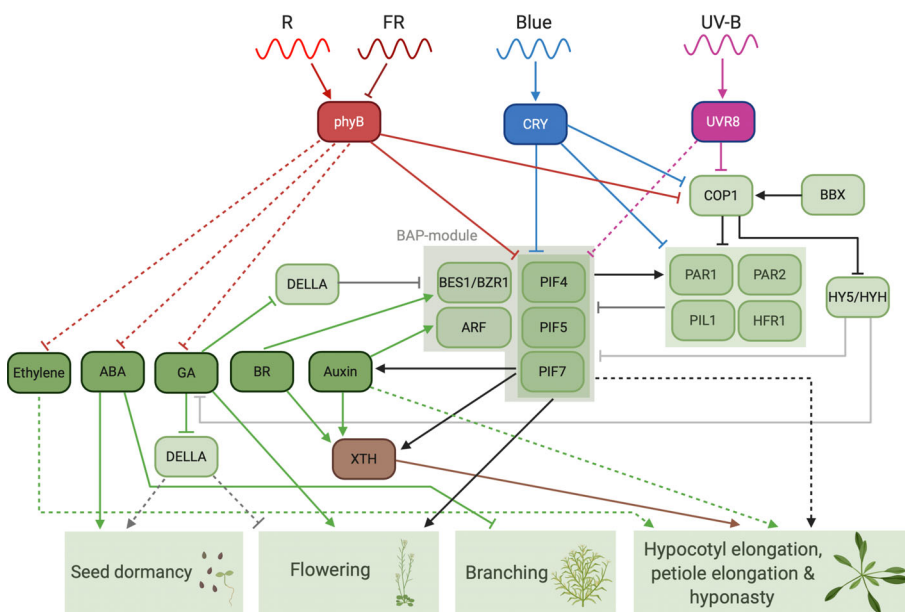 R
FR
Blue
UV-B
phyB
CRY
UVR8
COP1
BBX
BAP-module
DELLA
BES1/BZR1
PIF4
PAR1
PAR2
HY5/HYH
ARF
PIF5
PIL1
HFR1
Ethylene
ABA
GA
BR
Auxin
PIF7
DELLA
XTH
Seed dormancy
Flowering
Branching
Hypocotyl elongation,
petiole elongation &
hyponasty